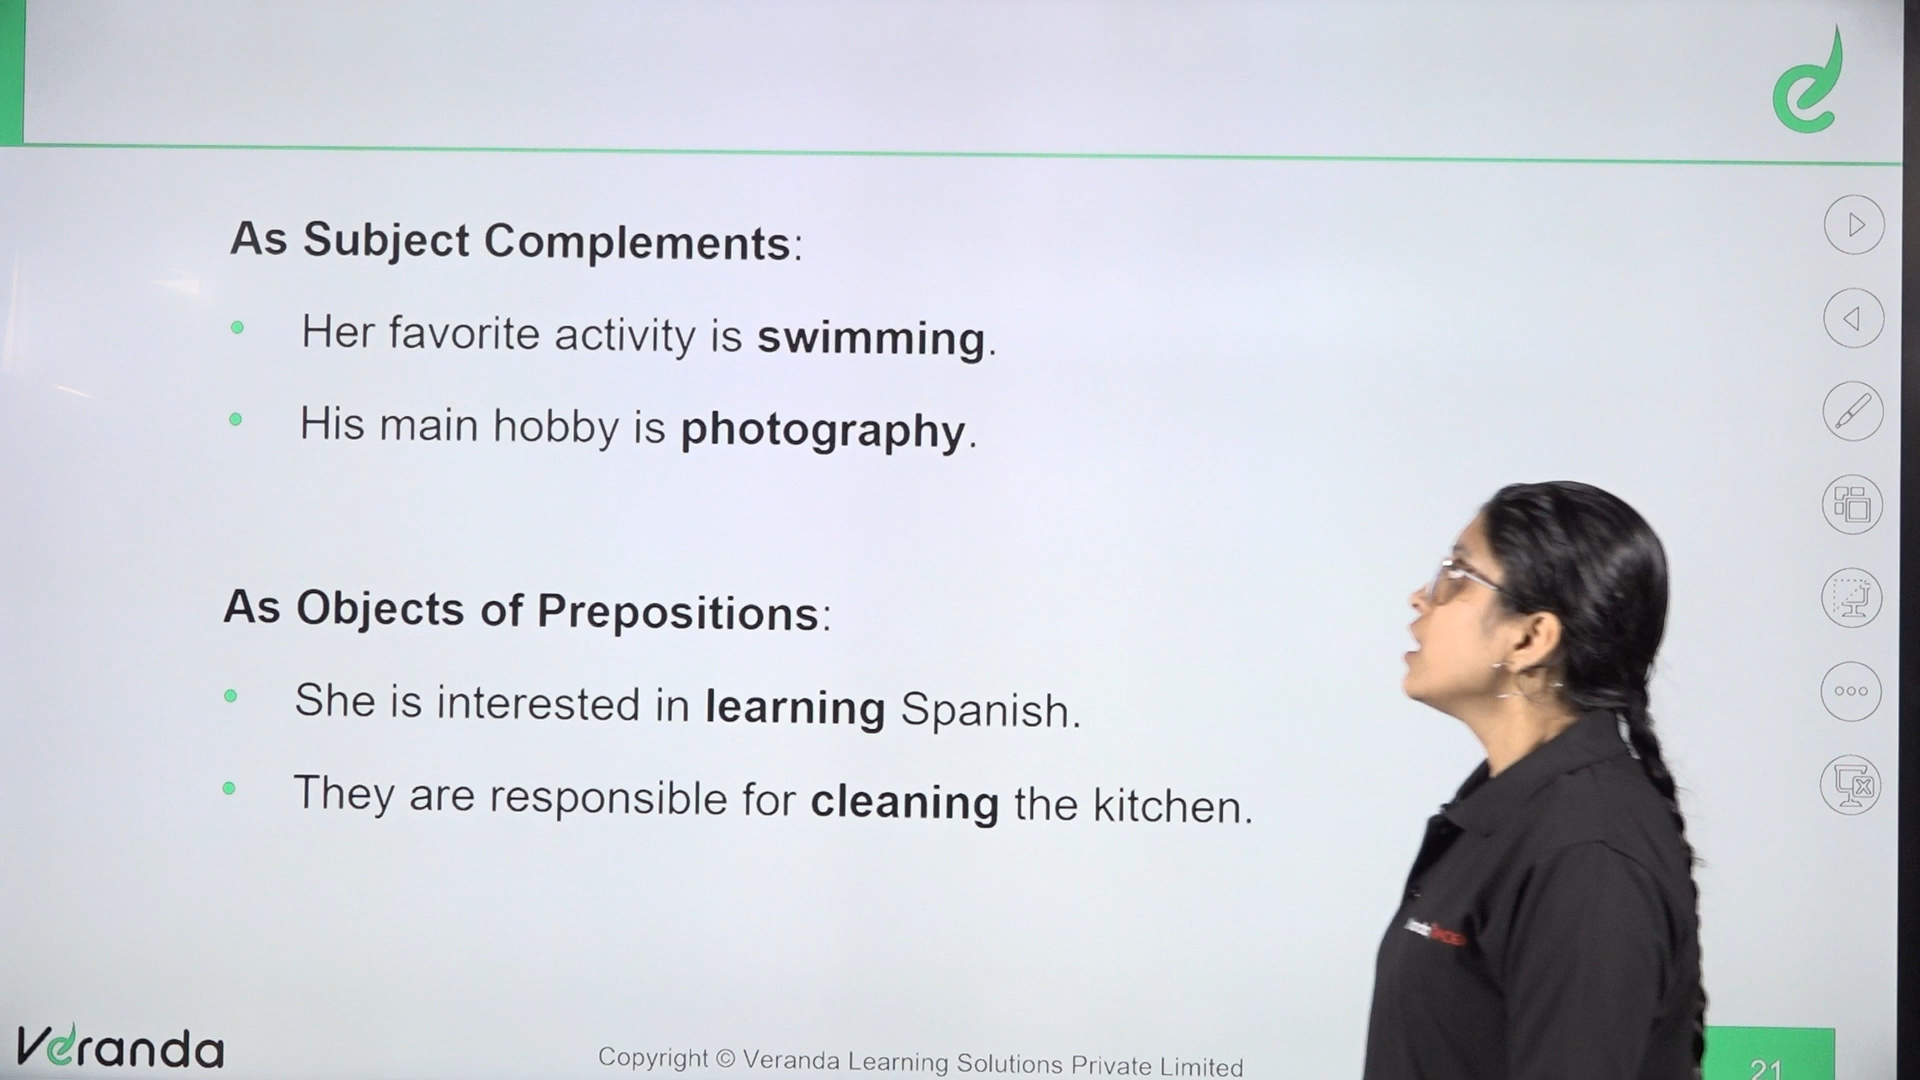 As Subject Complements:
• Her favorite activity is swimming.
• His main hobby is photography.
As Objects of Prepositions:
• She is interested in learning Spanish.
• They are responsible for cleaning the kitchen.
Veranda
Copyright © Veranda Learning Solutions Private Limited
21